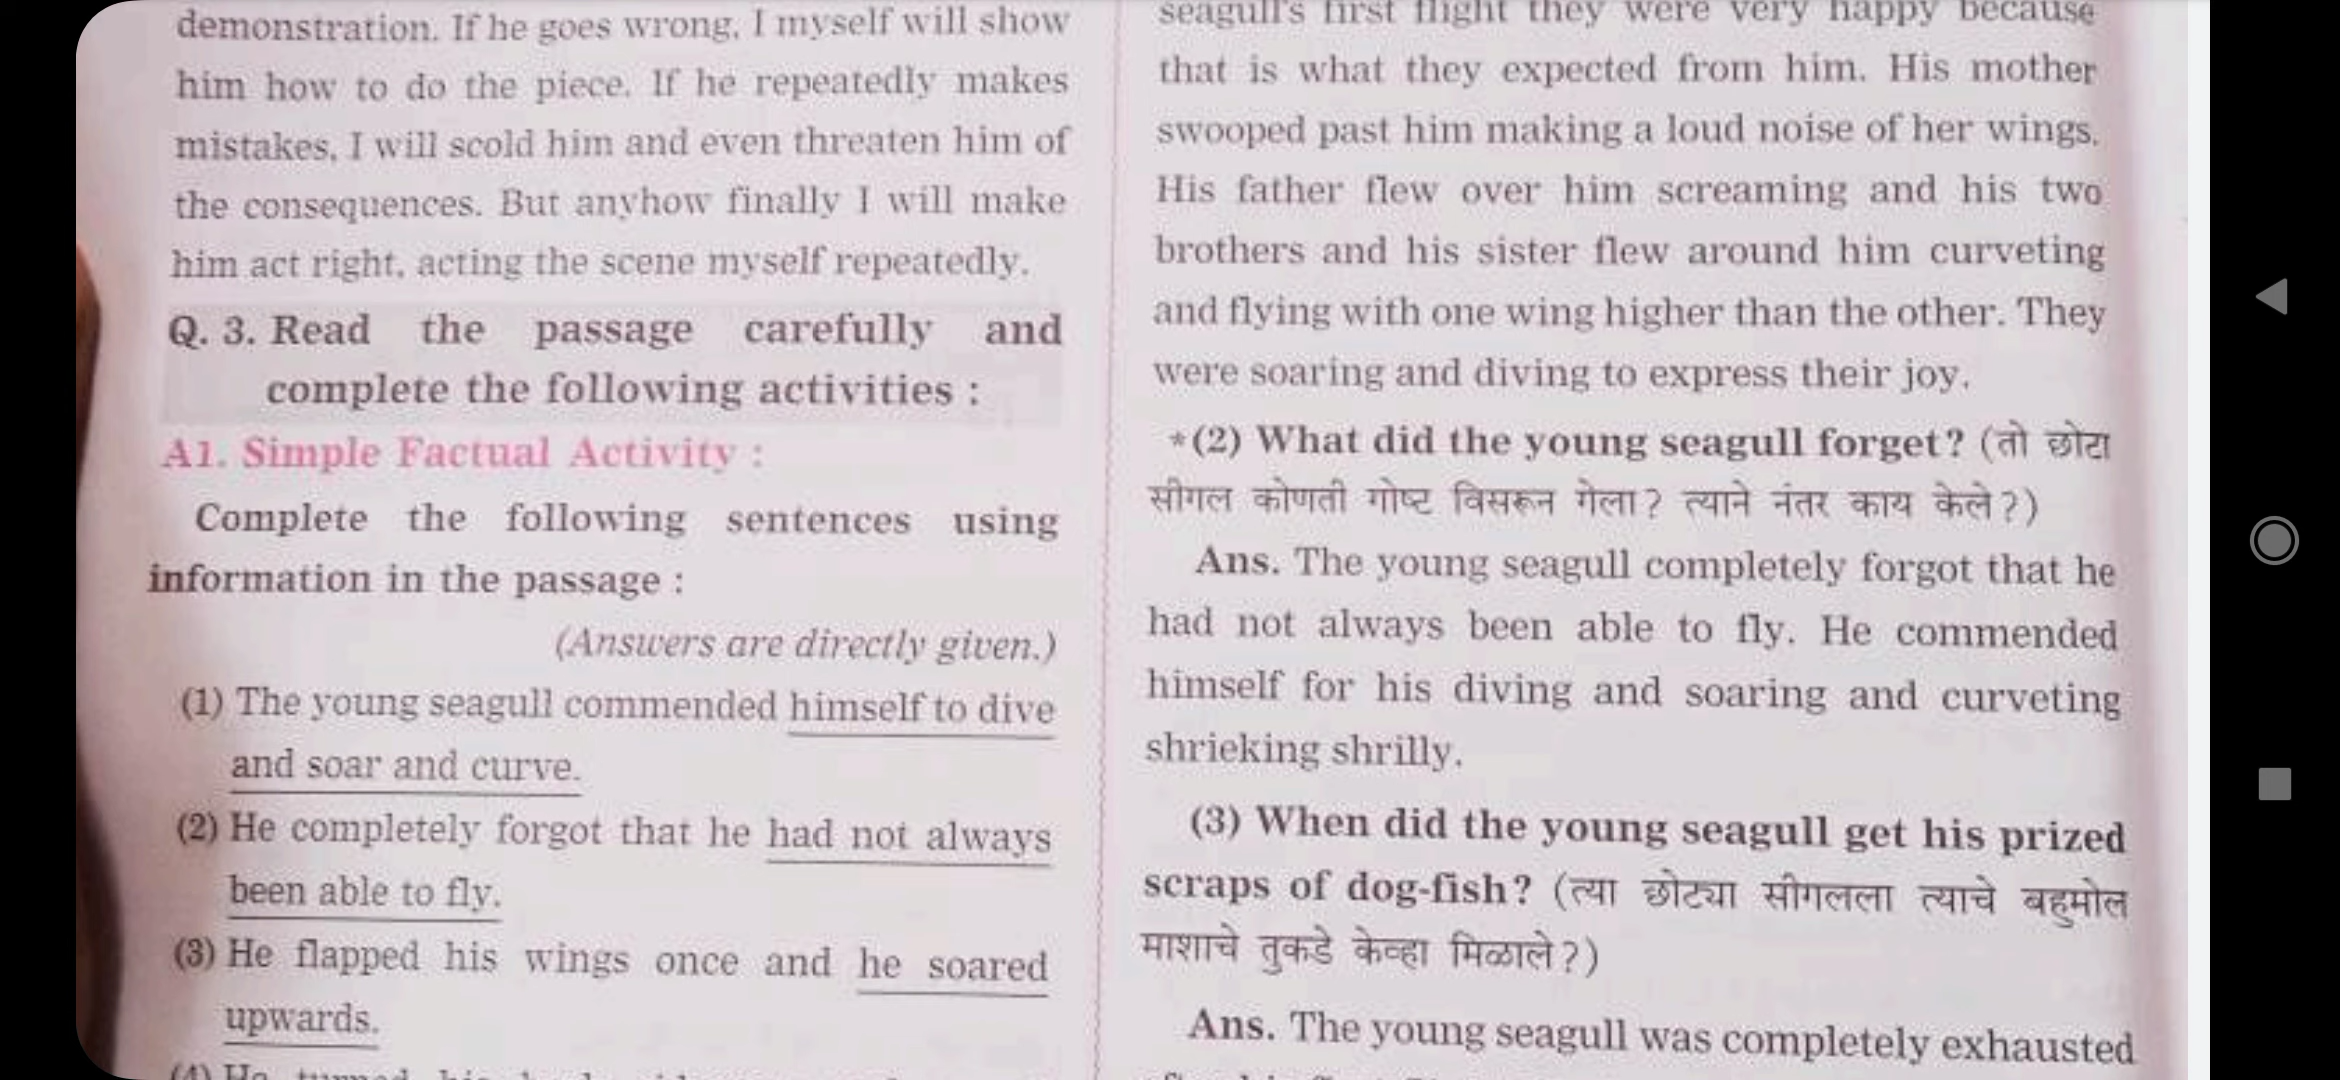 demonstration. If he goes wrong, I myself will show
him how to do the piece. If he repeatedly makes
mistakes, I will scold him and even threaten him of
the consequences. But anyhow finally I will make
him act right, acting the scene myself repeatedly.
Q. 3. Read the passage carefully and
complete the following activities :
A1. Simple Factual Activity :
Complete the following sentences using
information in the passage :
(Answers are directly given.)
(1) The young seagull commended himself to dive
and soar and curve.
(2) He completely forgot that he had not always
been able to fly.
(3) He flapped his wings once and he soared
upwards.
(4) He turned his
seagull's first flight they were very happy because
that is what they expected from him. His mother
swooped past him making a loud noise of her wings.
His father flew over him screaming and his two
brothers and his sister flew around him curveting
and flying with one wing higher than the other. They
were soaring and diving to express their joy.
*(2) What did the young seagull forget? (तो छोटा
सीगल कोणती गोष्ट विसरून गेला? त्याने नंतर काय केले?)
Ans. The young seagull completely forgot that he
had not always been able to fly. He commended
himself for his diving and soaring and curveting
shrieking shrilly.
(3) When did the young seagull get his prized
scraps of dog-fish? (त्या छोट्या सीगलला त्याचे बहुमोल
माशाचे तुकडे केव्हा मिळाले?)
Ans. The young seagull was completely exhausted